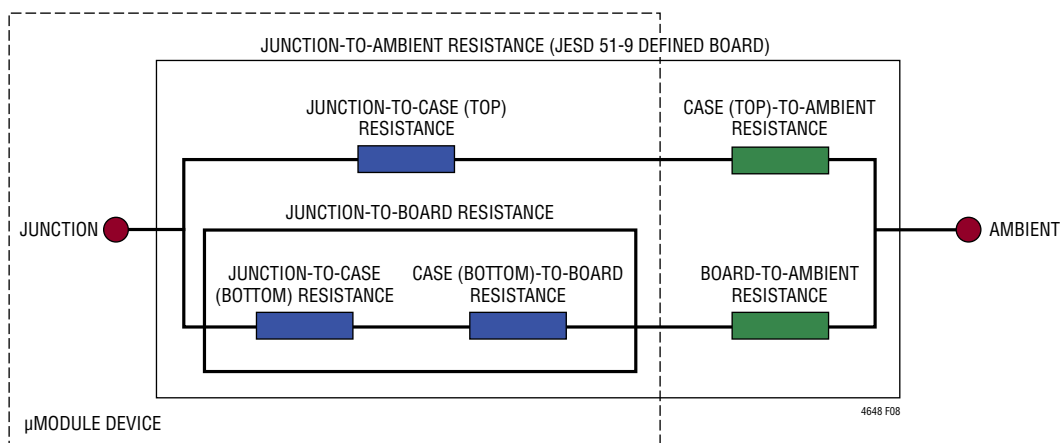 JUNCTION-TO-AMBIENT RESISTANCE (JESD 51-9 DEFINED BOARD)
JUNCTION-TO-CASE (TOP)
RESISTANCE
CASE (TOP)-TO-AMBIENT
RESISTANCE
JUNCTION
JUNCTION-TO-BOARD RESISTANCE
AMBIENT
JUNCTION-TO-CASE
(BOTTOM) RESISTANCE
CASE (BOTTOM)-TO-BOARD
RESISTANCE
BOARD-TO-AMBIENT
RESISTANCE
4648 F08
µMODULE DEVICE